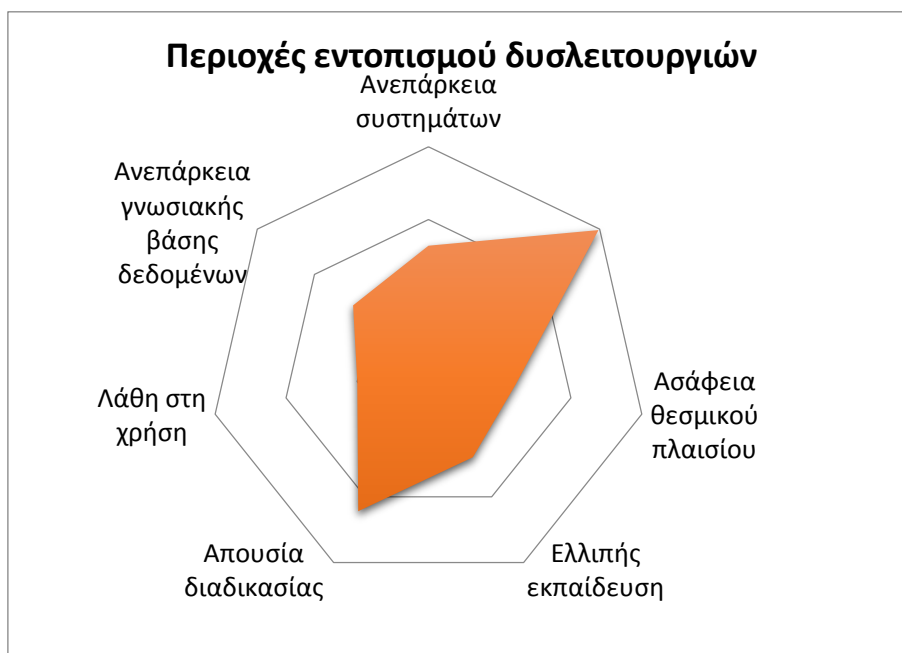 Περιοχές εντοπισμού δυσλειτουργιών
Ανεπάρκεια
συστημάτων
Ασάφεια
θεσμικού
πλαισίου
Ελλιπής
εκπαίδευση
Απουσία
διαδικασίας
Λάθη στη
χρήση
Ανεπάρκεια
γνωσιακής
βάσης
δεδομένων